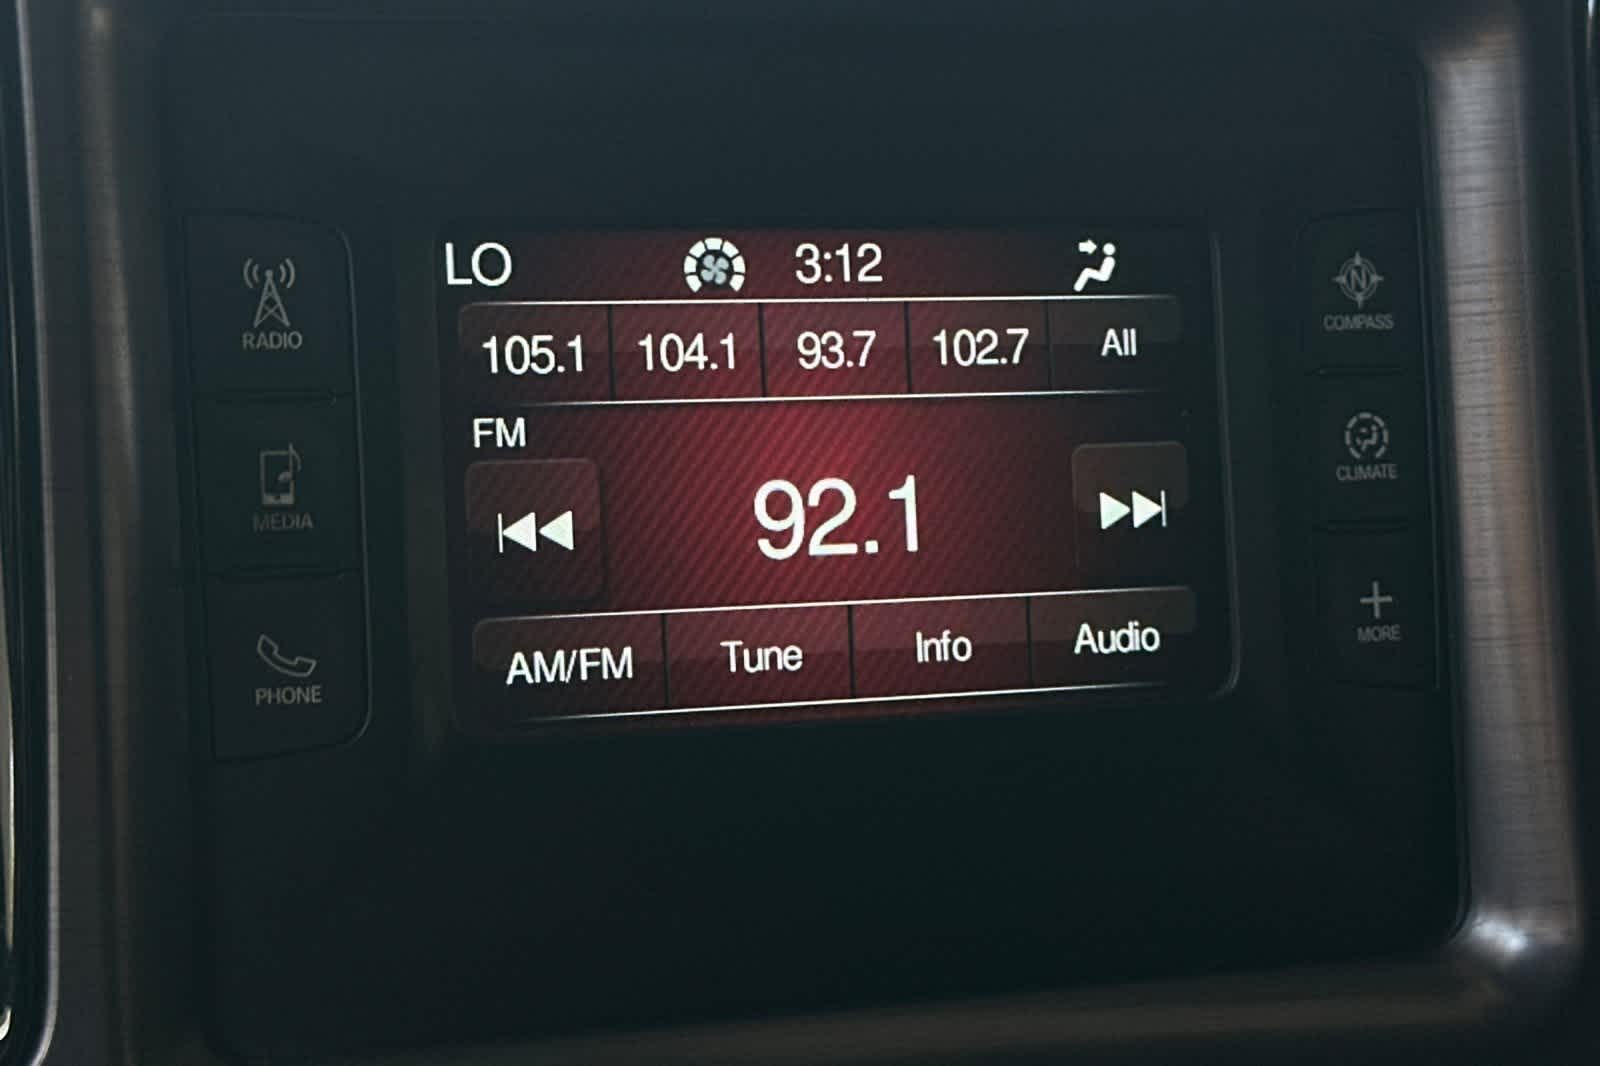 LO 3:12
105.1 104.1 93.7 102.7 All
FM
92.1
AM/FM Tune Info Audio
RADIO
MEDIA
PHONE
N
COMPASS
CLIMATE
MORE